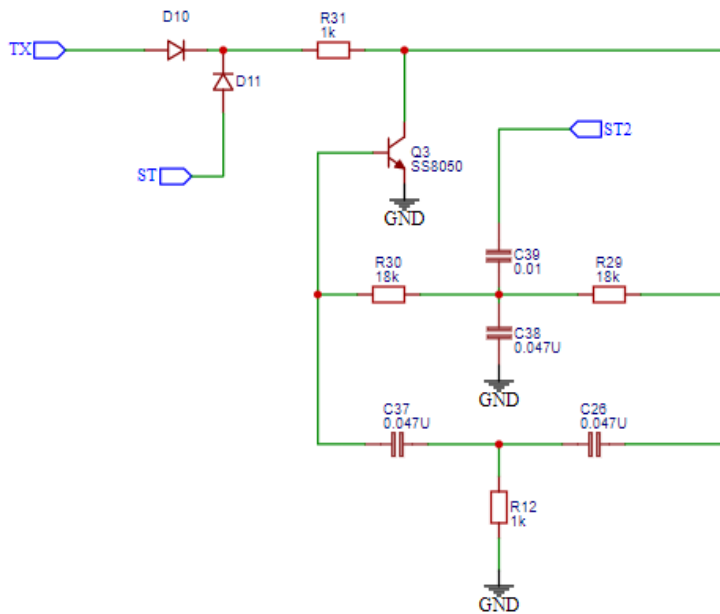 D10
R31
1k
TX
D11
ST2
Q3
SS8050
ST
GND
C39
0.01
R30
18k
R29
18k
C38
0.047U
GND
C37
0.047U
C26
0.047U
R12
1k
GND